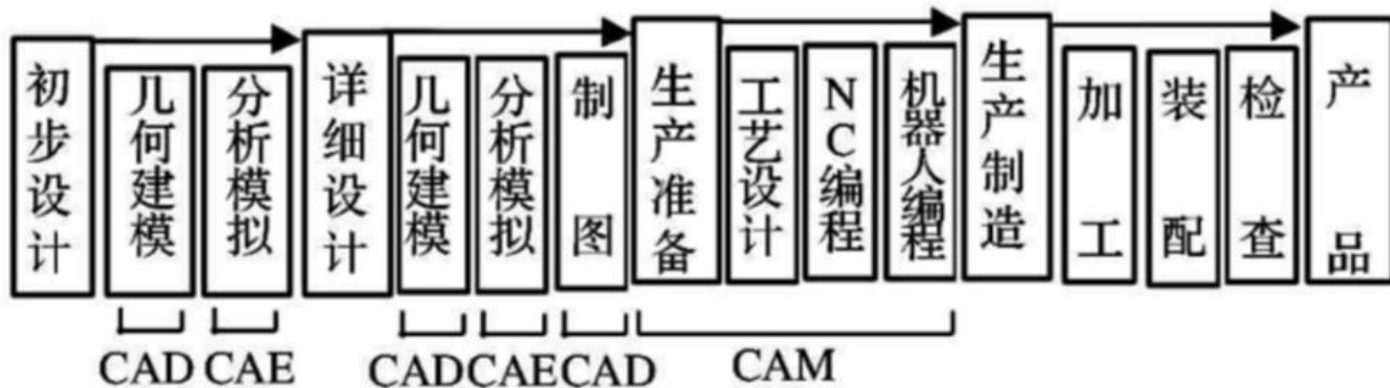 初步设计
几何建模
分析模拟
详细设计
几何建模
分析模拟
制图
生产准备
工艺设计
NC编程
机器人编程
生产制造
加工
装配
检查
产品
CAD
CAE
CAD
CAE
CAD
CAM